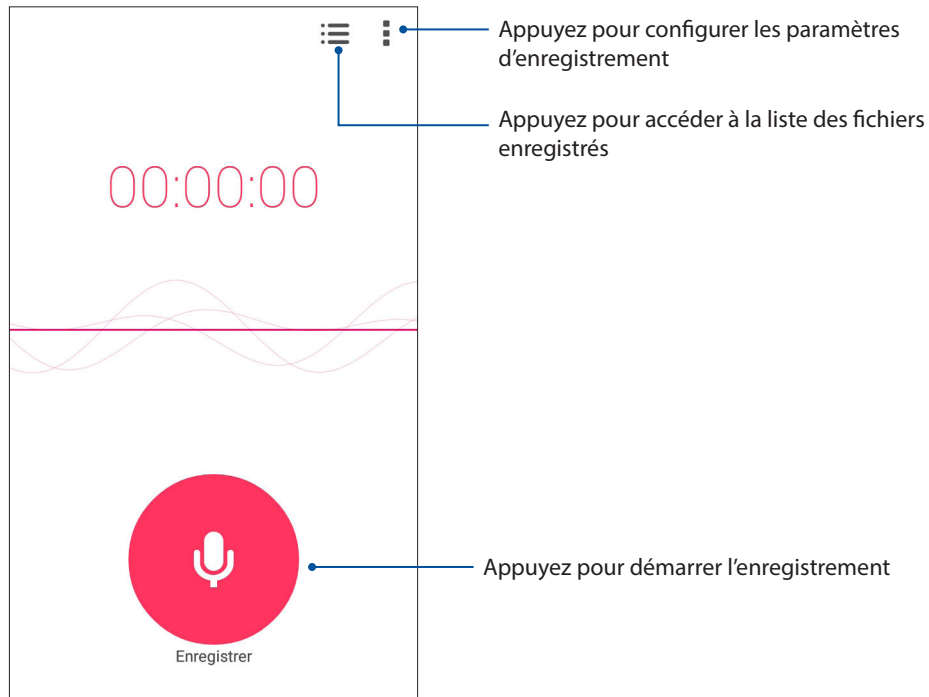 Appuyez pour configurer les paramètres
d'enregistrement
Appuyez pour accéder à la liste des fichiers
enregistrés
00:00:00
Appuyez pour démarrer l'enregistrement
Enregistrer